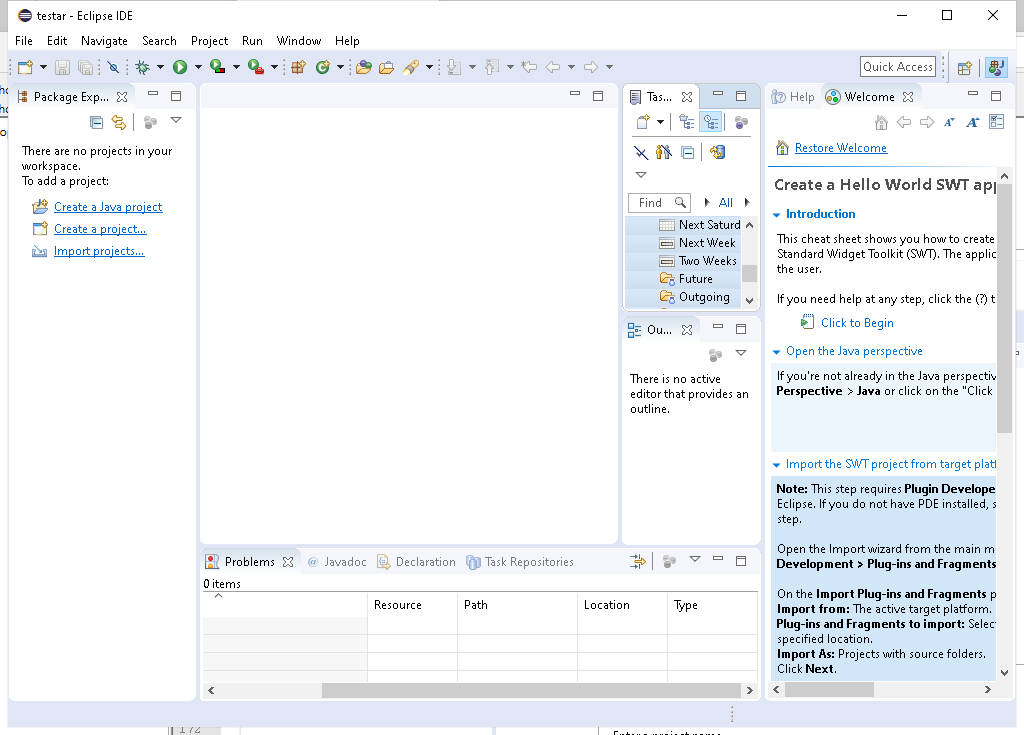 testar - Eclipse IDE
File Edit Navigate Search Project Run Window Help
Quick Access
Package Exp...
There are no projects in your
workspace.
To add a project:
Create a Java project
Create a project...
Import projects...
Tas...
Find
All
Next Saturd
Next Week
Two Weeks
Future
Outgoing
Ou...
There is no active
editor that provides an
outline.
Help Welcome
Restore Welcome
Create a Hello World SWT app
Introduction
This cheat sheet shows you how to create
Standard Widget Toolkit (SWT). The applic
the user.
If you need help at any step, click the (?) t
Click to Begin
Open the Java perspective
If you're not already in the Java perspectiv
Perspective > Java or click on the "Click
Import the SWT project from target platf
Note: This step requires Plugin Develope
Eclipse. If you do not have PDE installed, s
step.
Open the Import wizard from the main m
Development > Plug-ins and Fragments
On the Import Plug-ins and Fragments p
Import from: The active target platform.
Plug-ins and Fragments to import: Selec
specified location.
Import As: Projects with source folders.
Click Next.
Problems @ Javadoc Declaration Task Repositories
0 items
Resource Path Location Type
172
Enter a project name